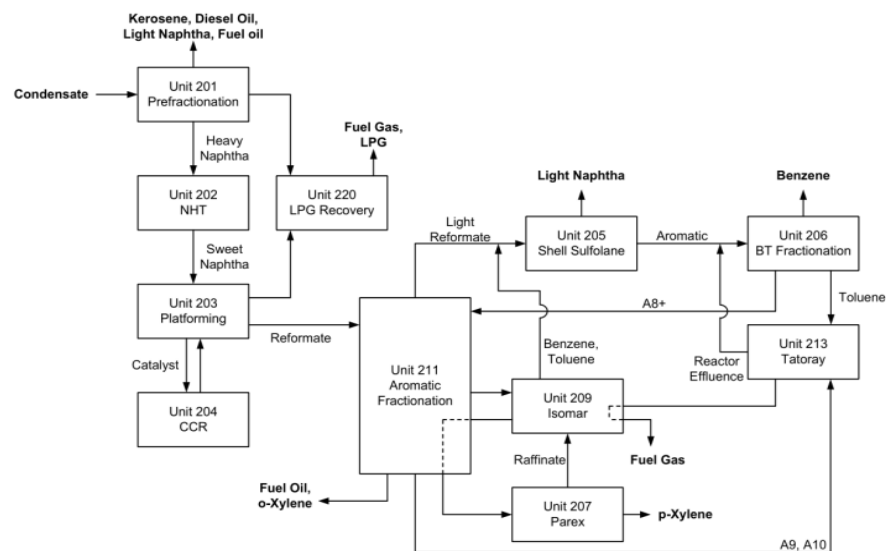 Kerosene, Diesel Oil,
Light Naphtha, Fuel oil
Condensate
Unit 201
Prefractionation
Heavy
Naphtha
Fuel Gas,
LPG
Unit 202
NHT
Unit 220
LPG Recovery
Sweet
Naphtha
Unit 203
Platforming
Catalyst
Unit 204
CCR
Reformate
Light
Reformate
Light Naphtha
Unit 205
Shell Sulfolane
Aromatic
Benzene
Unit 206
BT Fractionation
Toluene
A8+
Unit 211
Aromatic
Fractionation
Benzene,
Toluene
Reactor
Effluence
Unit 213
Tatoray
Unit 209
Isomar
Fuel Gas
Raffinate
Unit 207
Parex
p-Xylene
Fuel Oil,
o-Xylene
A9, A10